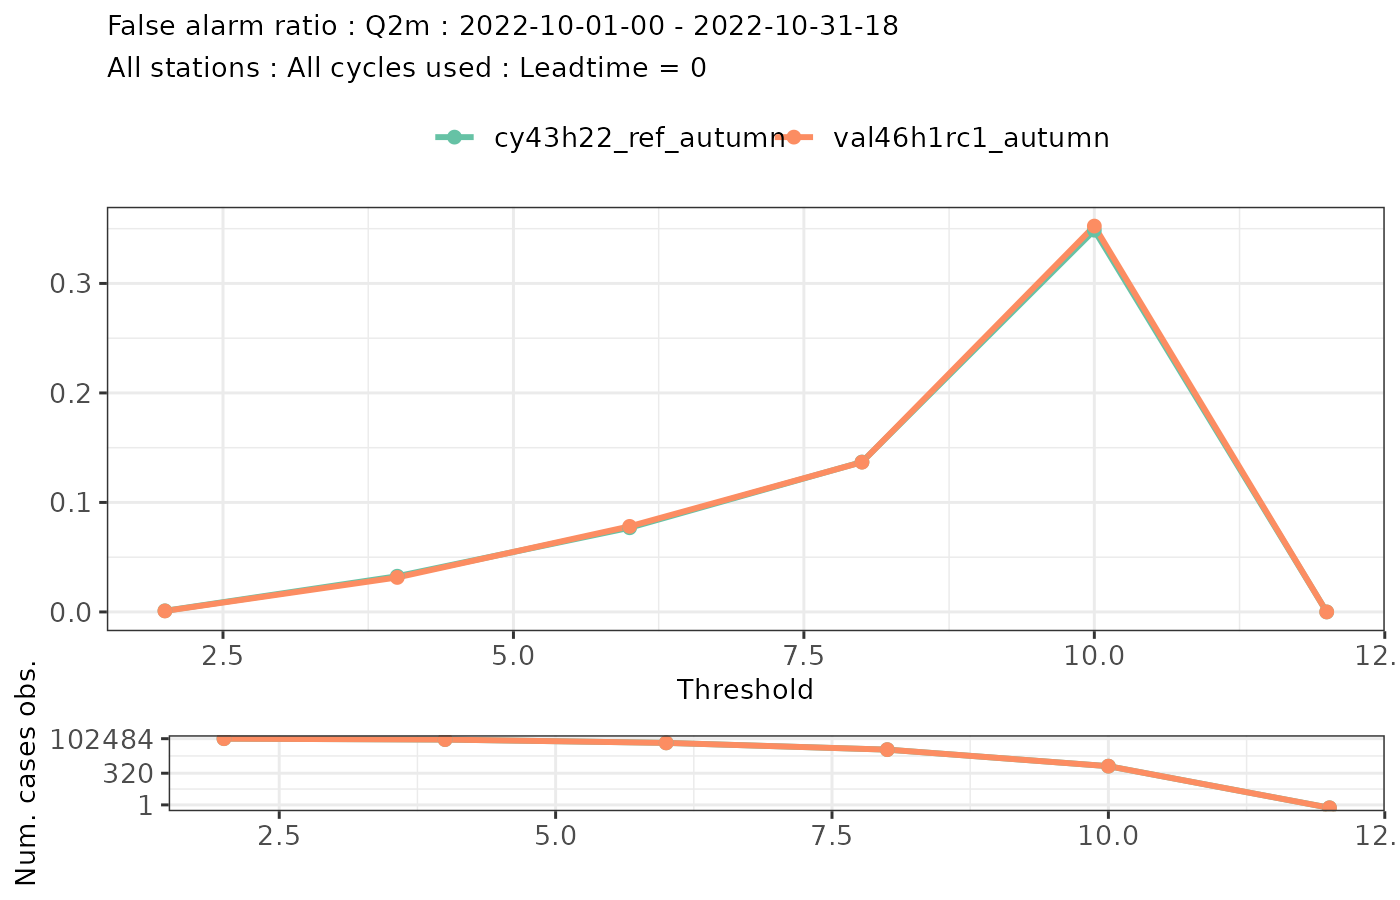 False alarm ratio : Q2m : 2022-10-01-00 - 2022-10-31-18
All stations : All cycles used : Leadtime = 0
cy43h22_ref_autumn val46h1rc1_autumn
0.3
0.2
0.1
0.0
2.5 5.0 7.5 10.0 12.
Threshold
Num. cases obs.
102484
320
1
2.5 5.0 7.5 10.0 12.